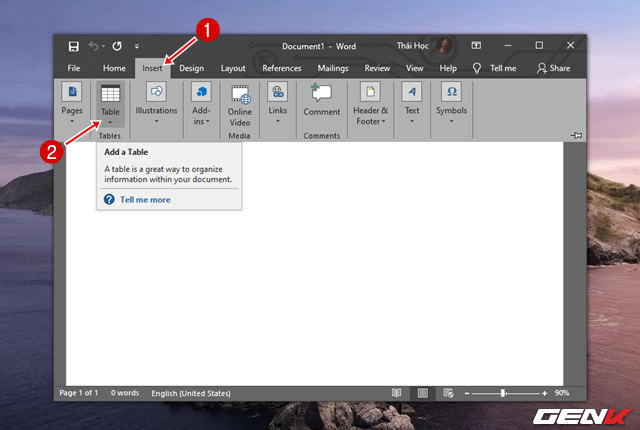 1
Document1 - Word
Thái Học
File Home Insert Design Layout References Mailings Review View Help Tell me Share
Pages
Table
Illustrations
Add-
ins
Online
Video
Links
Comment
Header &
Footer
Text
Symbols
Tables
Media
Comments
2
Add a Table
A table is a great way to organize
information within your document.
Tell me more
Page 1 of 1 0 words English (United States) 90%
GENK